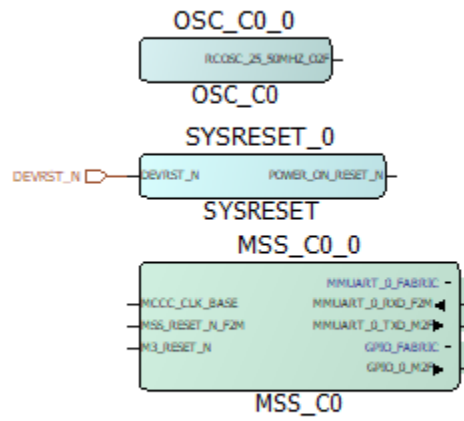 OSC_C0_0
RCOSC_25_50MHZ_O2F
OSC_C0
SYSRESET_0
DEVRST_N
DEVRST_N POWER_ON_RESET_N
SYSRESET
MSS_C0_0
MMUART_0_FABRIC
MCCC_CLK_BASE MMUART_0_RXD_F2M
MSS_RESET_N_F2M MMUART_0_TXD_M2F
M3_RESET_N GPIO_FABRIC
GPIO_0_M2F
MSS_C0